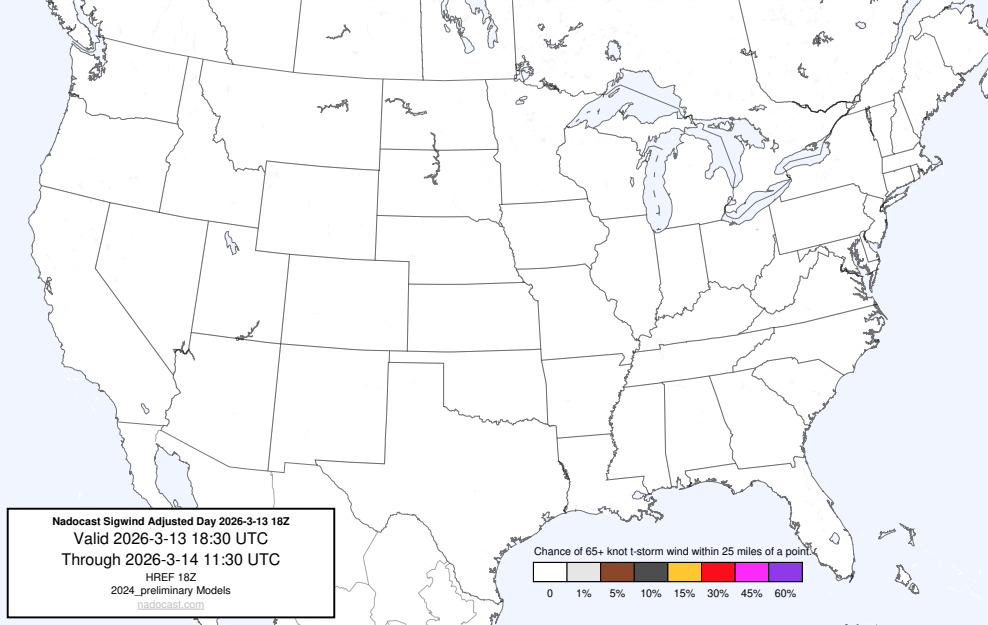 Nadocast Sigwind Adjusted Day 2026-3-13 18Z
Valid 2026-3-13 18:30 UTC
Through 2026-3-14 11:30 UTC
HREF 18Z
2024_preliminary Models
nadocast.com
Chance of 65+ knot t-storm wind within 25 miles of a point.
0 1% 5% 10% 15% 30% 45% 60%